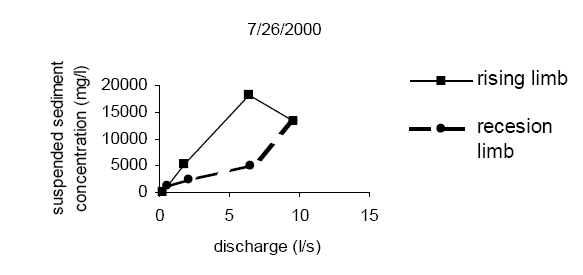 7/26/2000
suspended sediment
concentration (mg/l)
20000
15000
10000
5000
0
0 5 10 15
discharge (l/s)
rising limb
recesion
limb